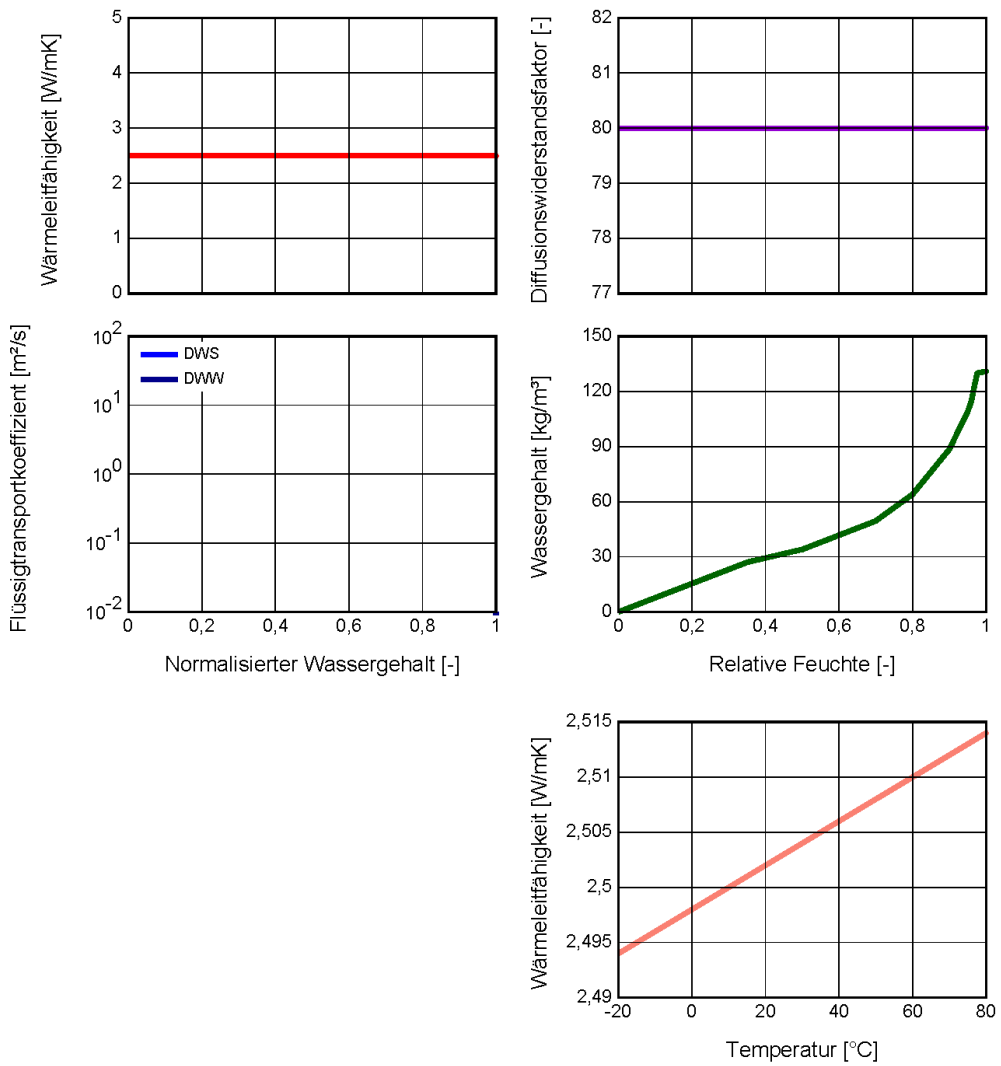 Wärmeleitfähigkeit [W/mK]
5
4
3
2
1
0
Diffusionswiderstandsfaktor [-]
82
81
80
79
78
77
Flüssigtransportkoeffizient [m²/s]
10²
10¹
10⁰
10⁻¹
10⁻²
DWS
DWW
0 0,2 0,4 0,6 0,8 1
Normalisierter Wassergehalt [-]
Wassergehalt [kg/m³]
150
120
90
60
30
0
0 0,2 0,4 0,6 0,8 1
Relative Feuchte [-]
Wärmeleitfähigkeit [W/mK]
2,515
2,51
2,505
2,5
2,495
2,49
-20 0 20 40 60 80
Temperatur [°C]